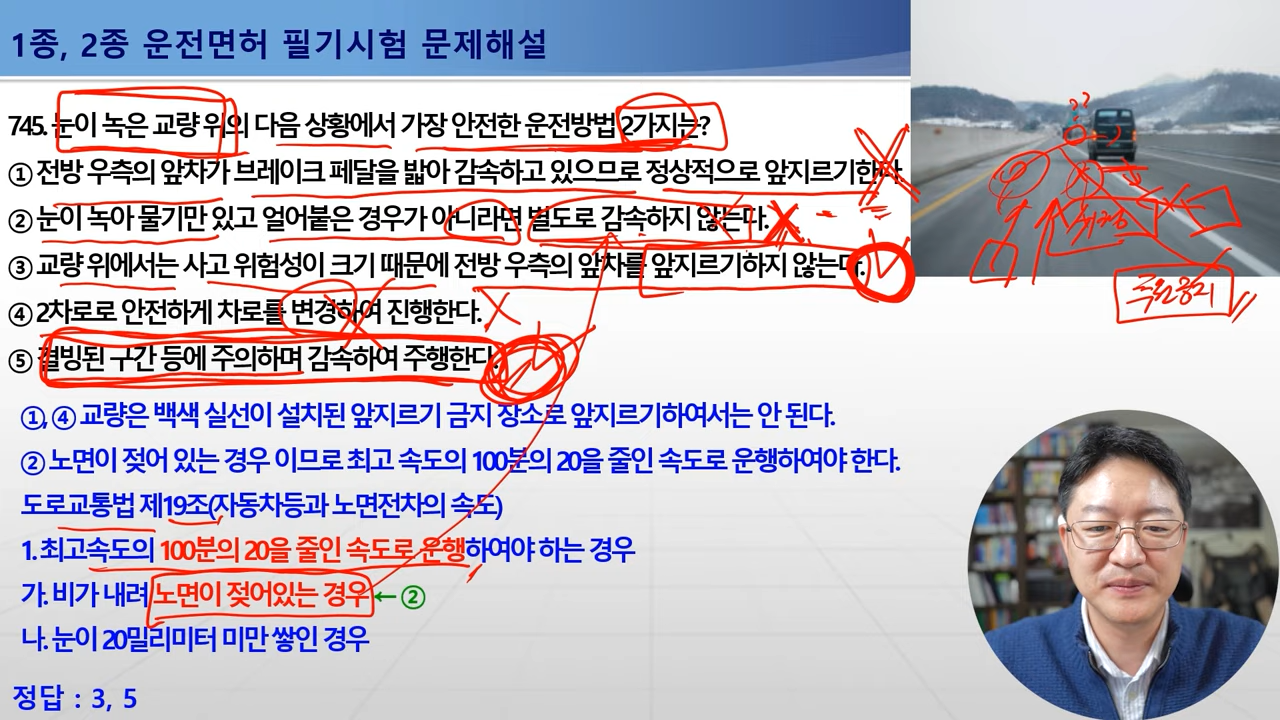 1종, 2종 운전면허 필기시험 문제해설
745. 눈이 녹은 교량 위의 다음 상황에서 가장 안전한 운전방법 2가지는?
① 전방 우측의 앞차가 브레이크 페달을 밟아 감속하고 있으므로 정상적으로 앞지르기한다.
② 눈이 녹아 물기만 있고 얼어붙은 경우가 아니라면 별도로 감속하지 않는다.
③ 교량 위에서는 사고 위험성이 크기 때문에 전방 우측의 앞차를 앞지르기하지 않는다.
④ 2차로로 안전하게 차로를 변경하여 진행한다.
⑤ 결빙된 구간 등에 주의하며 감속하여 주행한다.
①, ④ 교량은 백색 실선이 설치된 앞지르기 금지 장소로 앞지르기하여서는 안 된다.
② 노면이 젖어 있는 경우 이므로 최고 속도의 100분의 20을 줄인 속도로 운행하여야 한다.
도로교통법 제19조(자동차등과 노면전차의 속도)
1. 최고속도의 100분의 20을 줄인 속도로 운행하여야 하는 경우
가. 비가 내려 노면이 젖어있는 경우 ← ②
나. 눈이 20밀리미터 미만 쌓인 경우
정답 : 3, 5